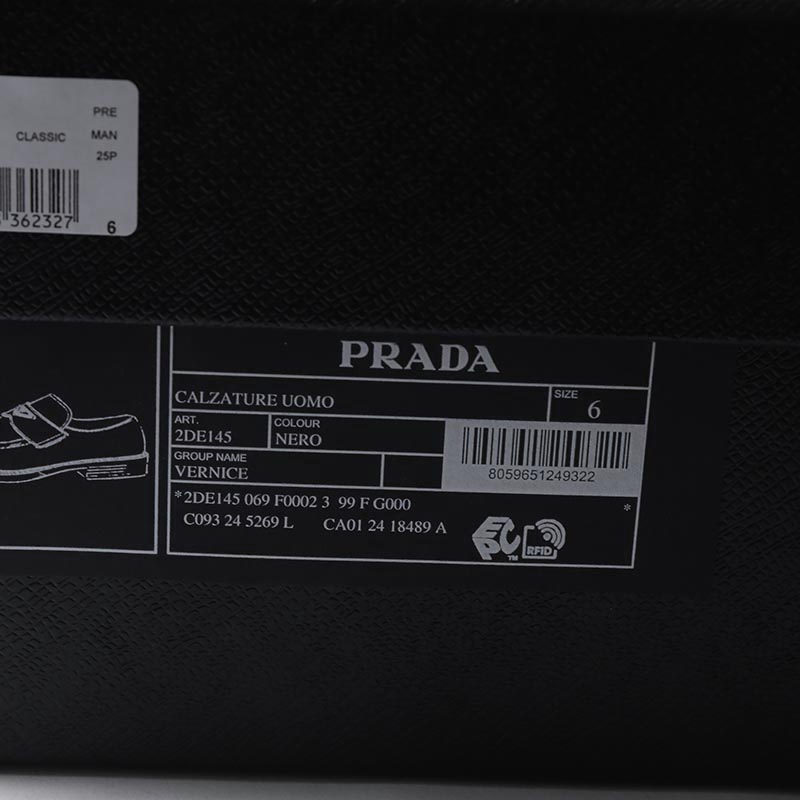 PRE
CLASSIC MAN
25P
362327 6
PRADA
CALZATURE UOMO
SIZE
6
ART.
2DE145
COLOUR
NERO
GROUP NAME
VERNICE
8059651249322
*2DE145 069 F0002 3 99 F G000 *
C093 24 5269 L CA01 24 18489 A
EPC TM RFID